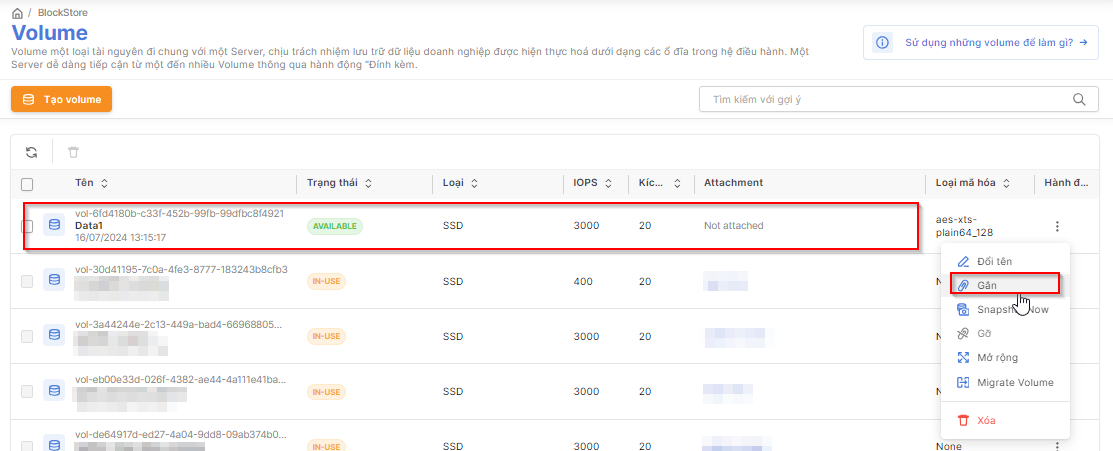 / BlockStore
Volume
Volume một loại tài nguyên đi chung với một Server, chịu trách nhiệm lưu trữ dữ liệu doanh nghiệp được hiện thực hoá dưới dạng các ổ đĩa trong hệ điều hành. Một
Server dễ dàng tiếp cận từ một đến nhiều Volume thông qua hành động "Đính kèm.
Sử dụng những volume để làm gì?
Tạo volume
Tìm kiếm với gợi ý
Tên Trạng thái Loại IOPS Kíc... Attachment Loại mã hóa Hành đ...
vol-6fd4180b-c33f-452b-99fb-99dfbc8f4921
Data1
16/07/2024 13:15:17
AVAILABLE SSD 3000 20 Not attached
aes-xts-
plain64_128
Đổi tên
vol-30d41195-7c0a-4fe3-8777-183243b8cfb3
IN-USE SSD 400 20
Gắn
Snapshot Now
vol-3a44244e-2c13-449a-bad4-66968805...
IN-USE SSD 3000 20
Gỡ
Mở rộng
Migrate Volume
vol-eb00e33d-026f-4382-ae44-4a111e41ba...
IN-USE SSD 3000 20
Xóa
vol-de64917d-ed27-4a04-9dd8-09ab374b0...
IN-USE SSD 3000 20 None